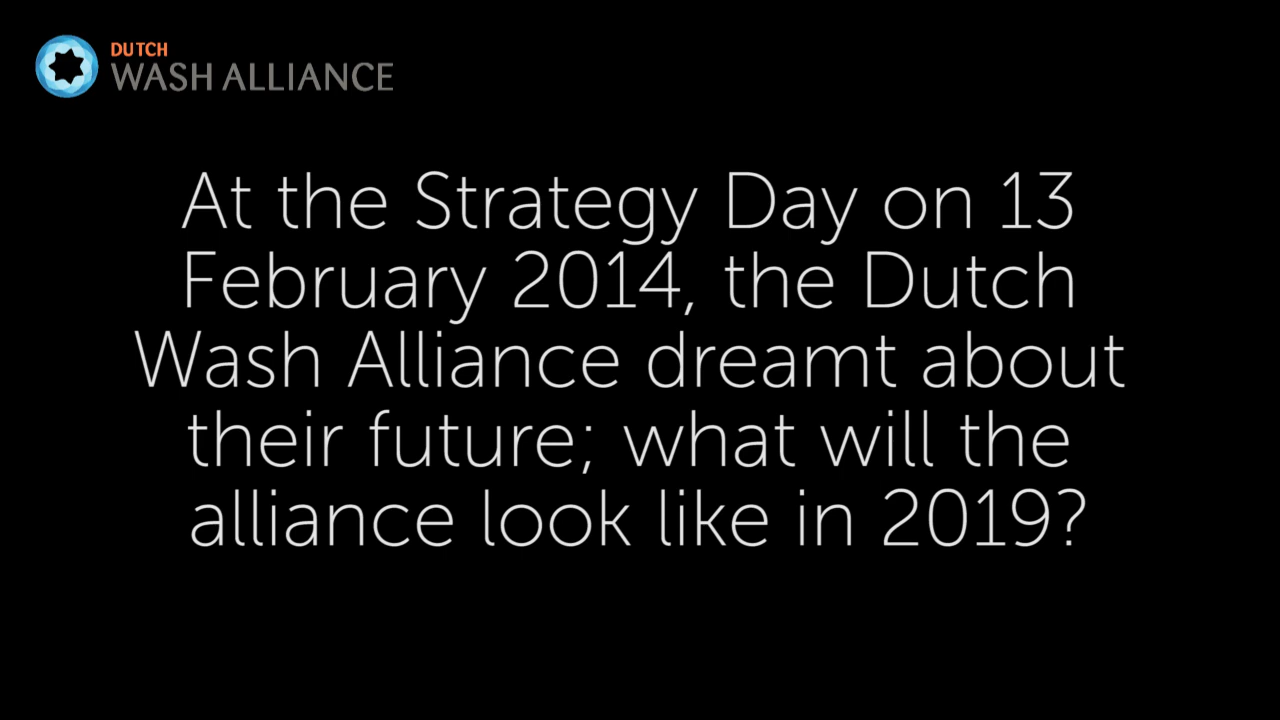 DUTCH
WASH ALLIANCE
At the Strategy Day on 13
February 2014, the Dutch
Wash Alliance dreamt about
their future; what will the
alliance look like in 2019?